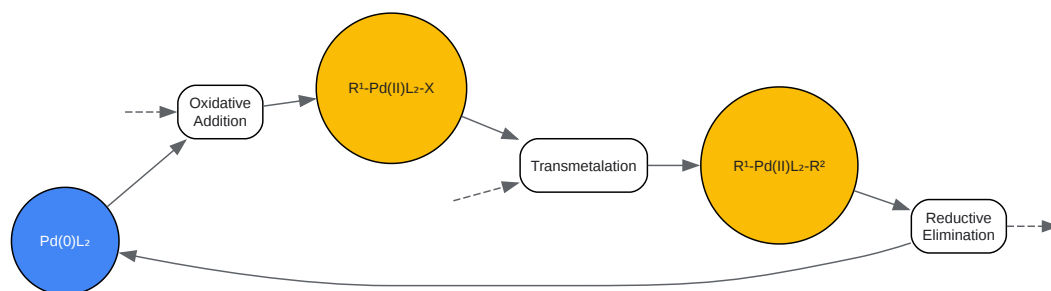 Pd(0)L₂
Oxidative
Addition
R¹-Pd(II)L₂-X
Transmetalation
R¹-Pd(II)L₂-R²
Reductive
Elimination